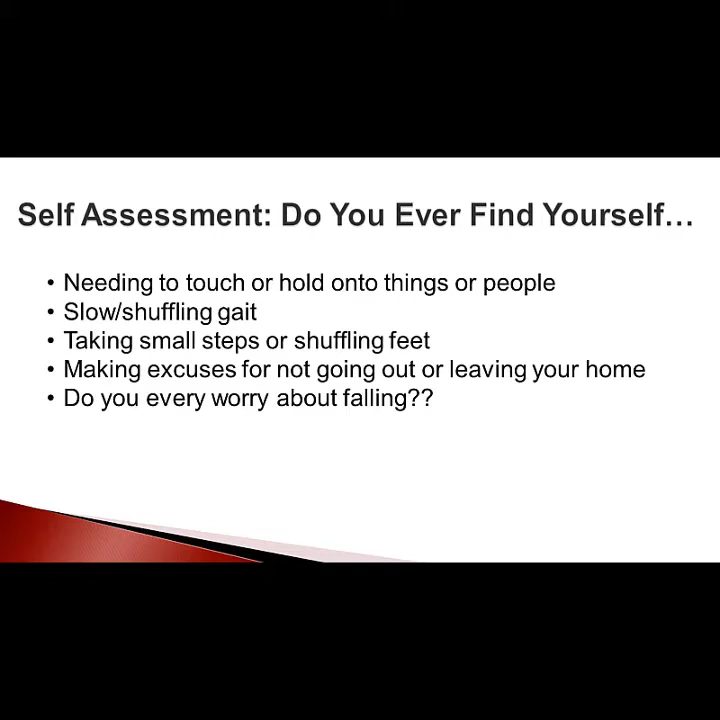 Self Assessment: Do You Ever Find Yourself…
• Needing to touch or hold onto things or people
• Slow/shuffling gait
• Taking small steps or shuffling feet
• Making excuses for not going out or leaving your home
• Do you every worry about falling??